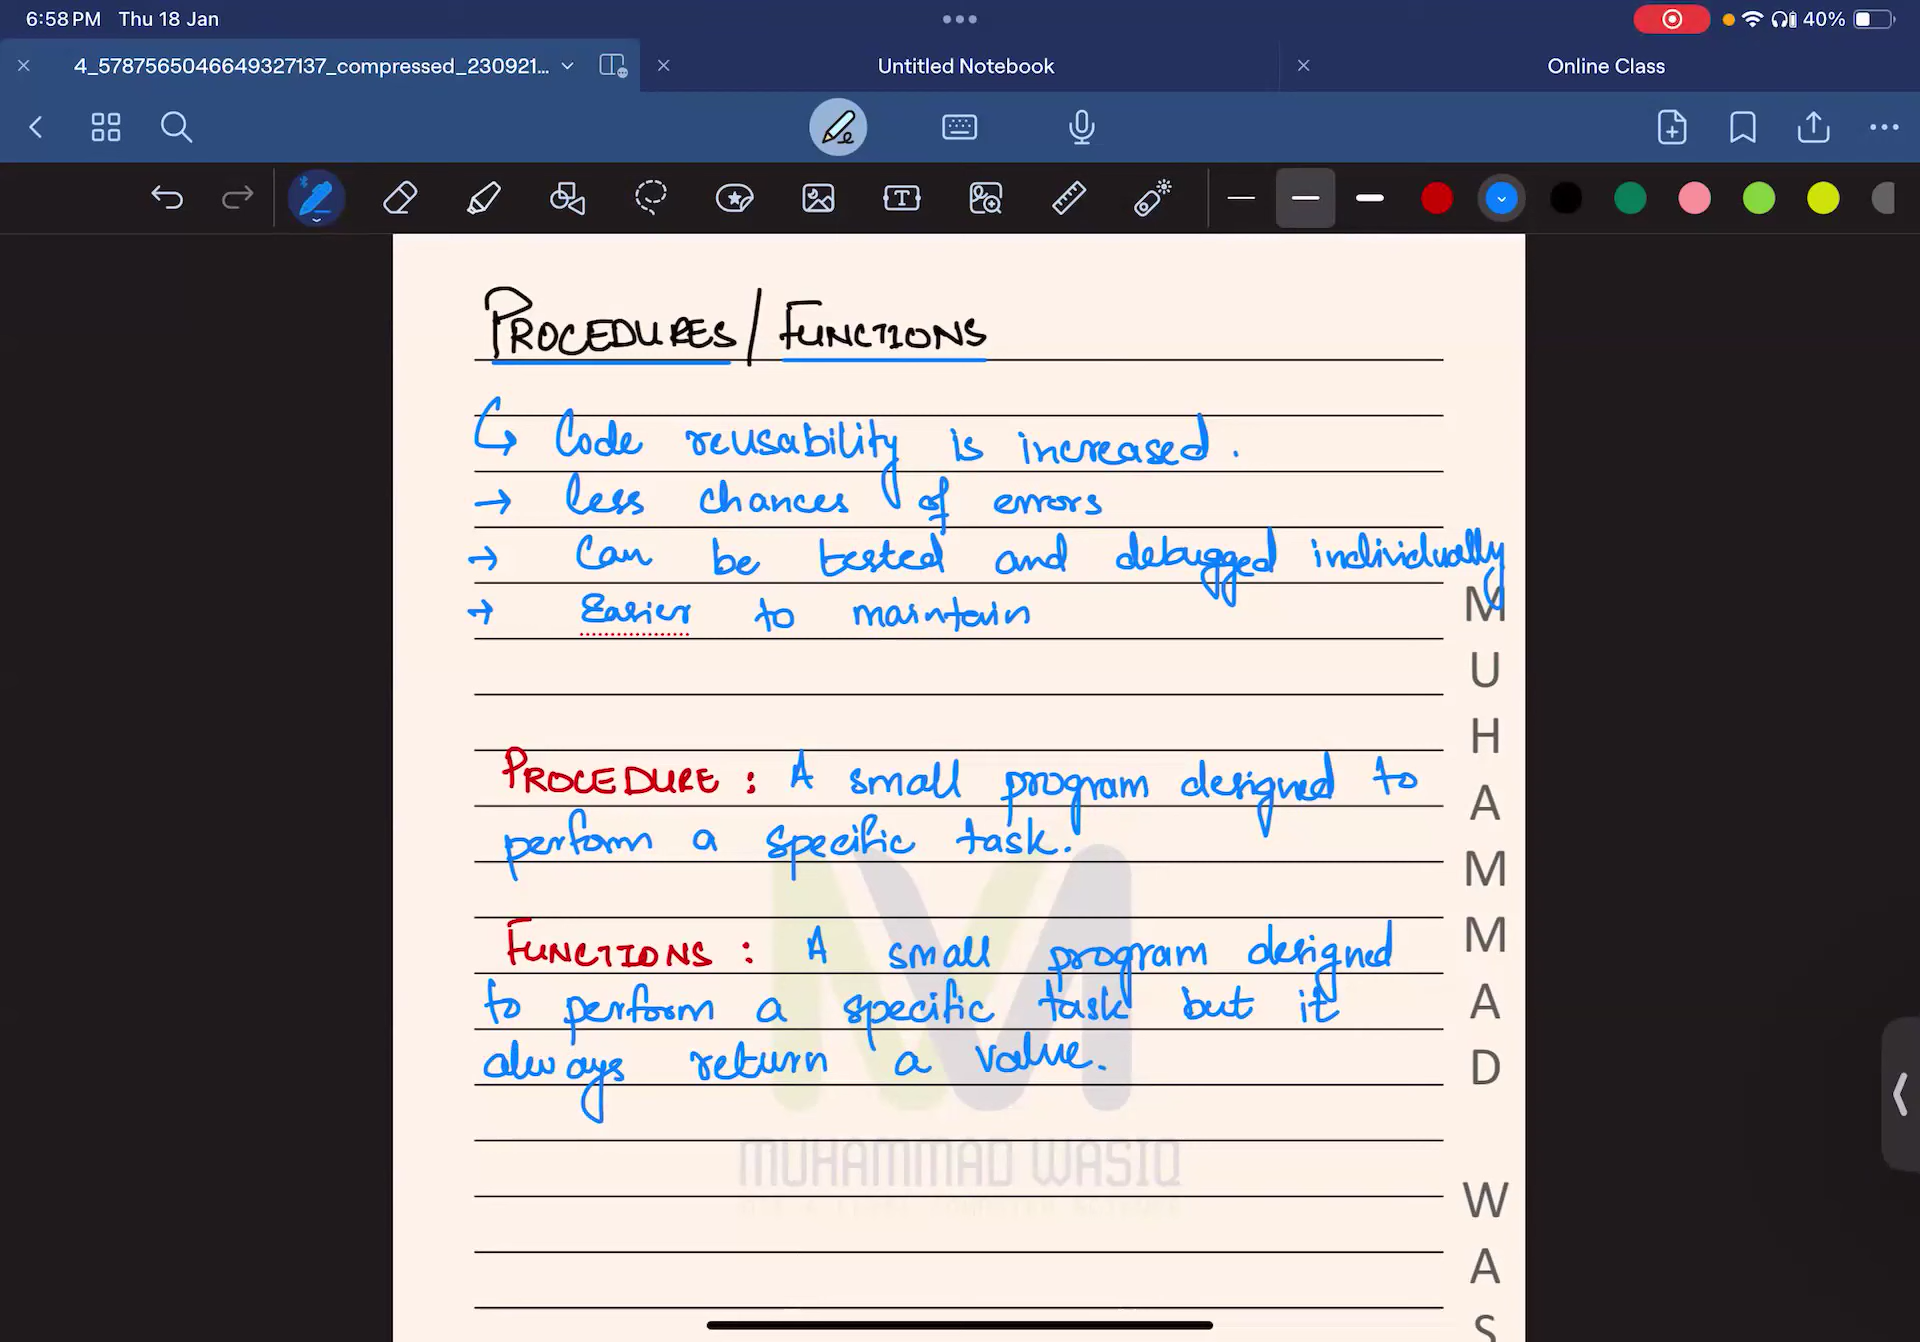 6:58 PM Thu 18 Jan
40%
4_5787565046649327137_compressed_230921...
Untitled Notebook
Online Class
PROCEDURES / FUNCTIONS
↳ Code reusability is increased.
→ less chances of errors
→ Can be tested and debugged individually
→ Easier to maintain
PROCEDURE : A small program designed to
perform a specific task.
FUNCTIONS : A small program designed
to perform a specific task but it
always return a value.
MUHAMMAD WASIQ
M
U
H
A
M
M
A
D
W
A
S